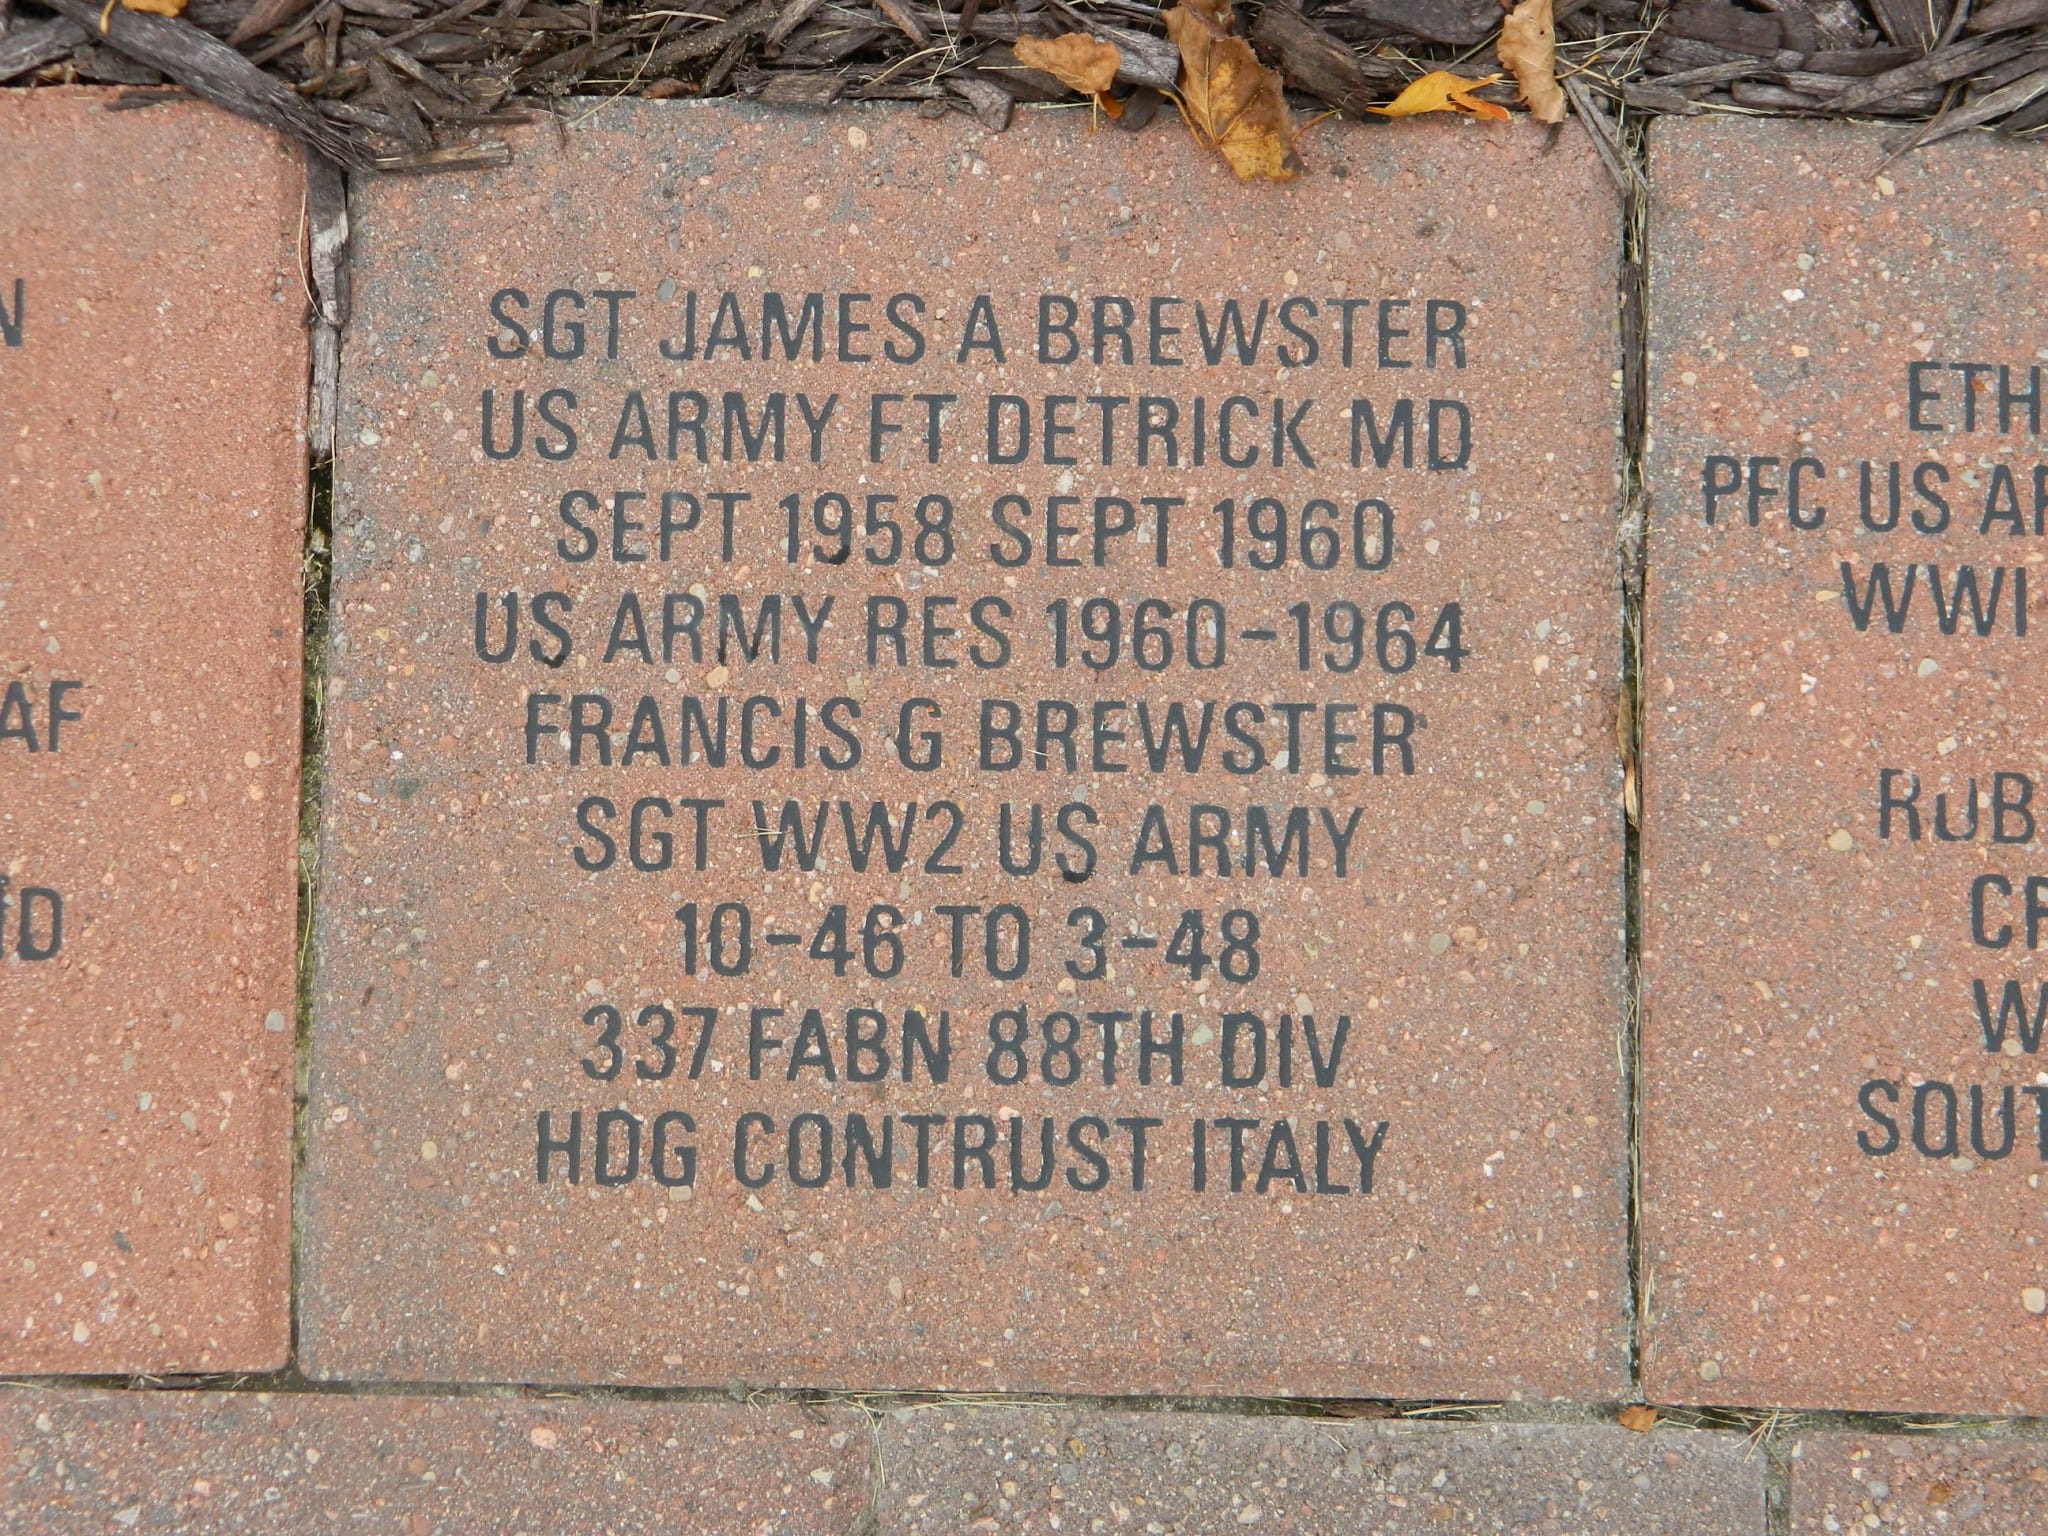 SGT JAMES A BREWSTER
US ARMY FT DETRICK MD
SEPT 1958 SEPT 1960
US ARMY RES 1960-1964
FRANCIS G BREWSTER
SGT WW2 US ARMY
10-46 TO 3-48
337 FABN 88TH DIV
HDG CONTRUST ITALY
PFC US
WWI